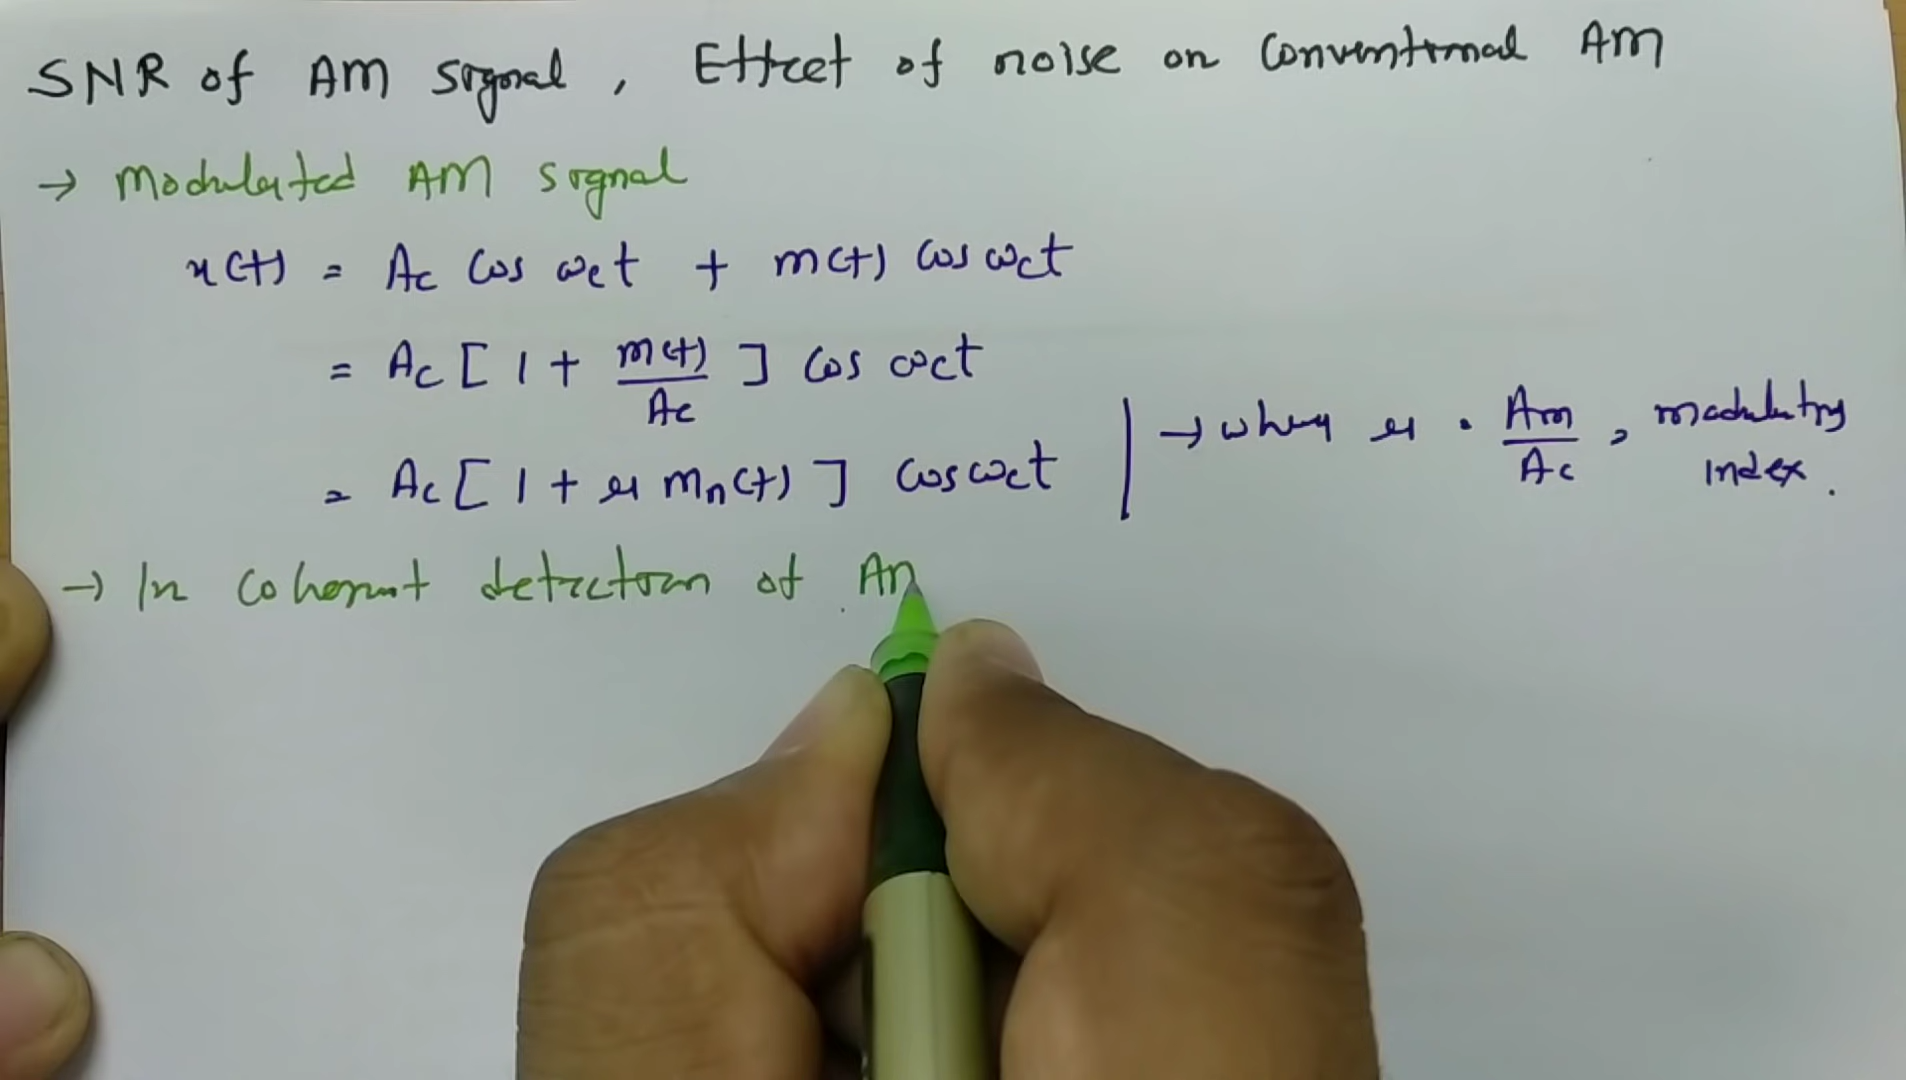 SNR of AM signal, Effect of noise on conventional AM
→ Modulated AM signal
x(t) = Ac cos ωct + m(t) cos ωct
= Ac [ 1 + m(t)/Ac ] cos ωct
= Ac [ 1 + μ mn(t) ] cos ωct | → when μ = Am/Ac, modulating index.
→ In coherent detection of AM